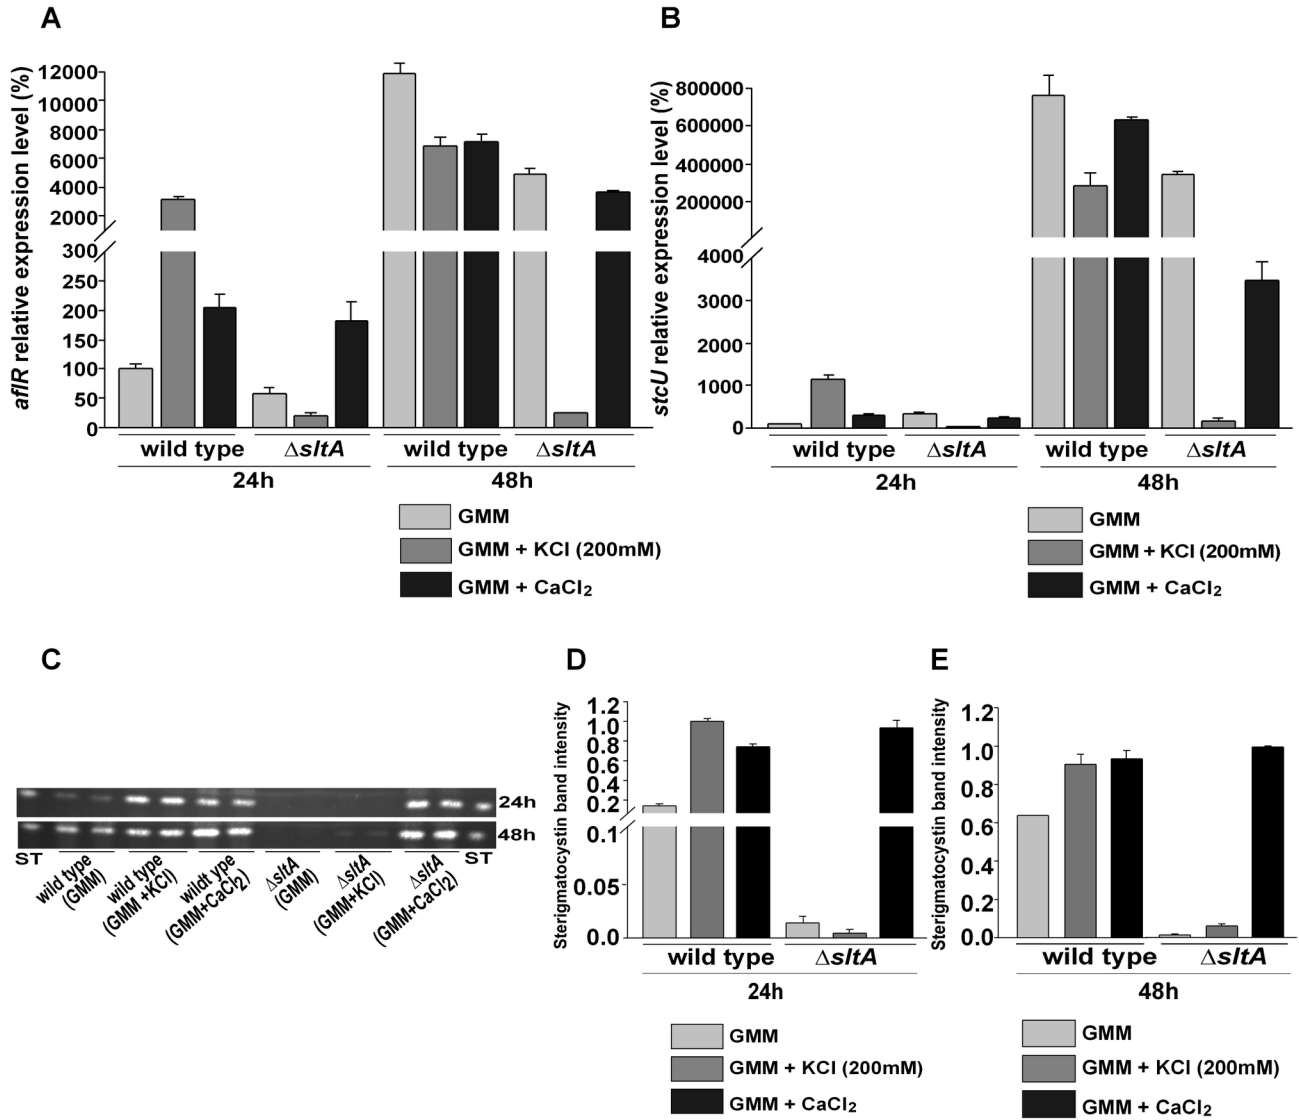 A
aflR relative expression level (%)
12000
10000
8000
6000
4000
2000
300
250
200
150
100
50
0
wild type ΔsltA wild type ΔsltA
24h 48h
GMM
GMM + KCl (200mM)
GMM + CaCl2
B
stcU relative expression level (%)
800000
600000
400000
200000
4000
3000
2000
1000
0
wild type ΔsltA wild type ΔsltA
24h 48h
GMM
GMM + KCl (200mM)
GMM + CaCl2
C
24h
48h
ST
wild type
(GMM)
wild type
(GMM +KCl)
wildt ype
(GMM+CaCl2)
ΔsltA
(GMM)
ΔsltA
(GMM+KCl)
ΔsltA
(GMM+CaCl2)
ST
D
Sterigmatocystin band intensity
1.2
1.0
0.8
0.6
0.4
0.2
0.1
0.05
0.0
wild type ΔsltA
24h
GMM
GMM + KCl (200mM)
GMM + CaCl2
E
Sterigmatocystin band intensity
1.2
1.0
0.8
0.6
0.4
0.2
0.0
wild type ΔsltA
48h
GMM
GMM + KCl (200mM)
GMM + CaCl2